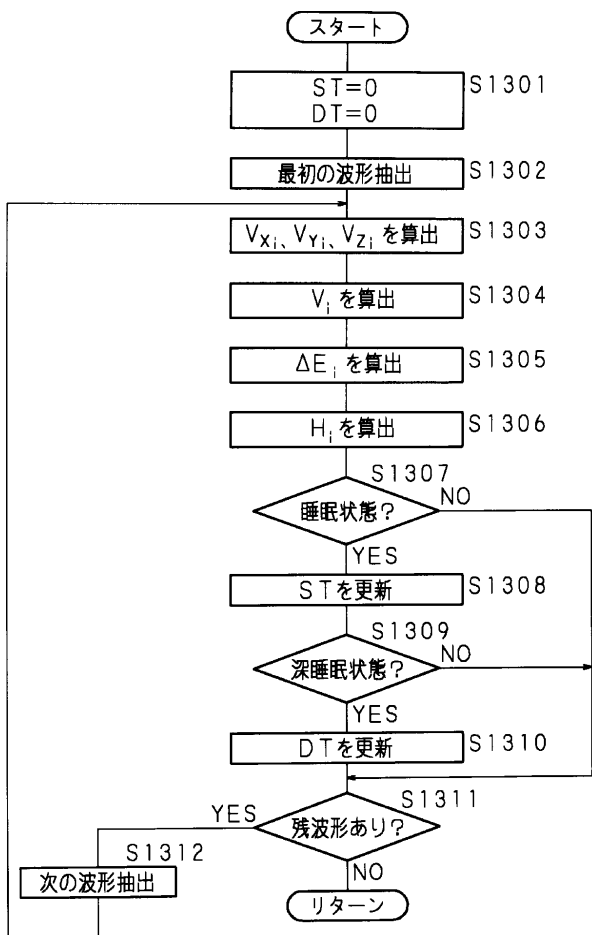 スタート
ST=0
DT=0
S1301
最初の波形抽出
S1302
VXi、VYi、VZi を算出
S1303
Vi を算出
S1304
ΔEi を算出
S1305
Hi を算出
S1306
S1307
睡眠状態?
NO
YES
STを更新
S1308
S1309
深睡眠状態?
NO
YES
DTを更新
S1310
S1311
残波形あり?
YES
NO
S1312
次の波形抽出
リターン